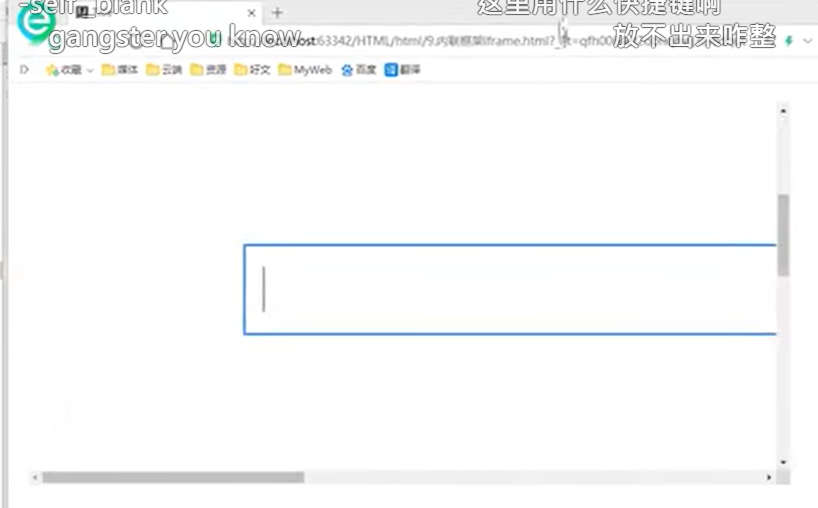 -self_blank
这里用什么快捷键啊
gangster you know.
放不出来咋整
ost:63342/HTML/html/9.内联框架iframe.html?_
收藏 媒体 云端 资源 好文 MyWeb 百度 翻译